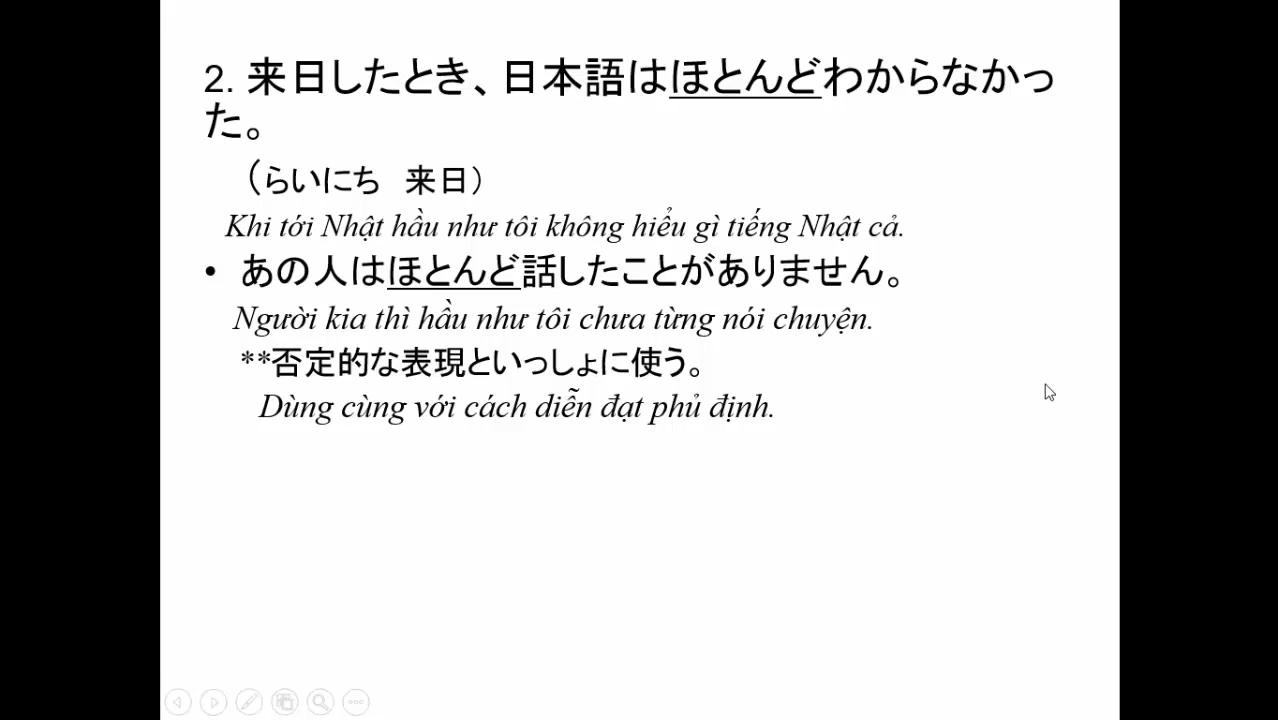 2. 来日したとき、日本語はほとんどわからなかっ
た。
（らいにち　来日）
Khi tới Nhật hầu như tôi không hiểu gì tiếng Nhật cả.
• あの人はほとんど話したことがありません。
Người kia thì hầu như tôi chưa từng nói chuyện.
**否定的な表現といっしょに使う。
Dùng cùng với cách diễn đạt phủ định.